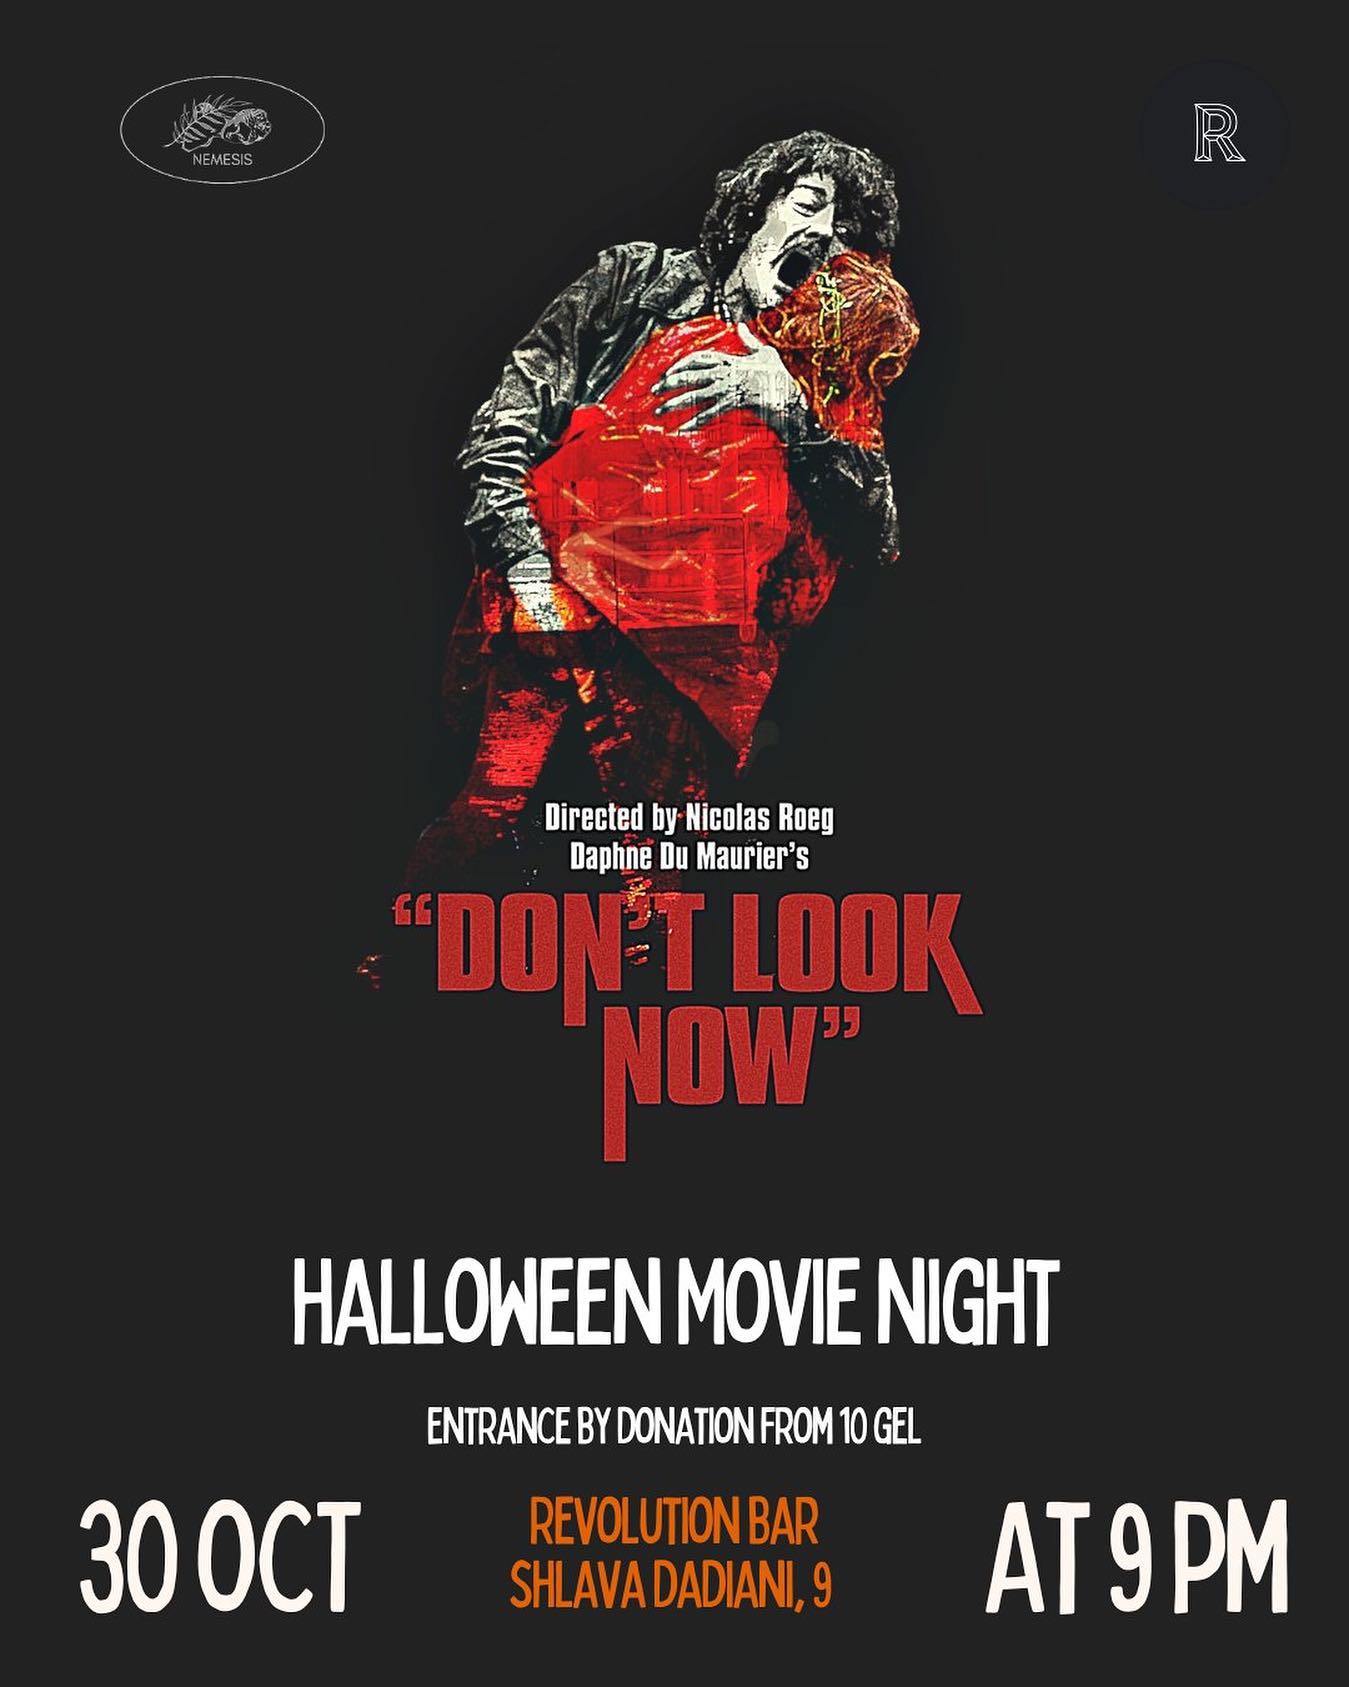 NEMESIS
R
Directed by Nicolas Roeg
Daphne Du Maurier's
“DON'T LOOK
NOW”
HALLOWEEN MOVIE NIGHT
ENTRANCE BY DONATION FROM 10 GEL
30 OCT
REVOLUTION BAR
SHLAVA DADIANI, 9
AT 9 PM